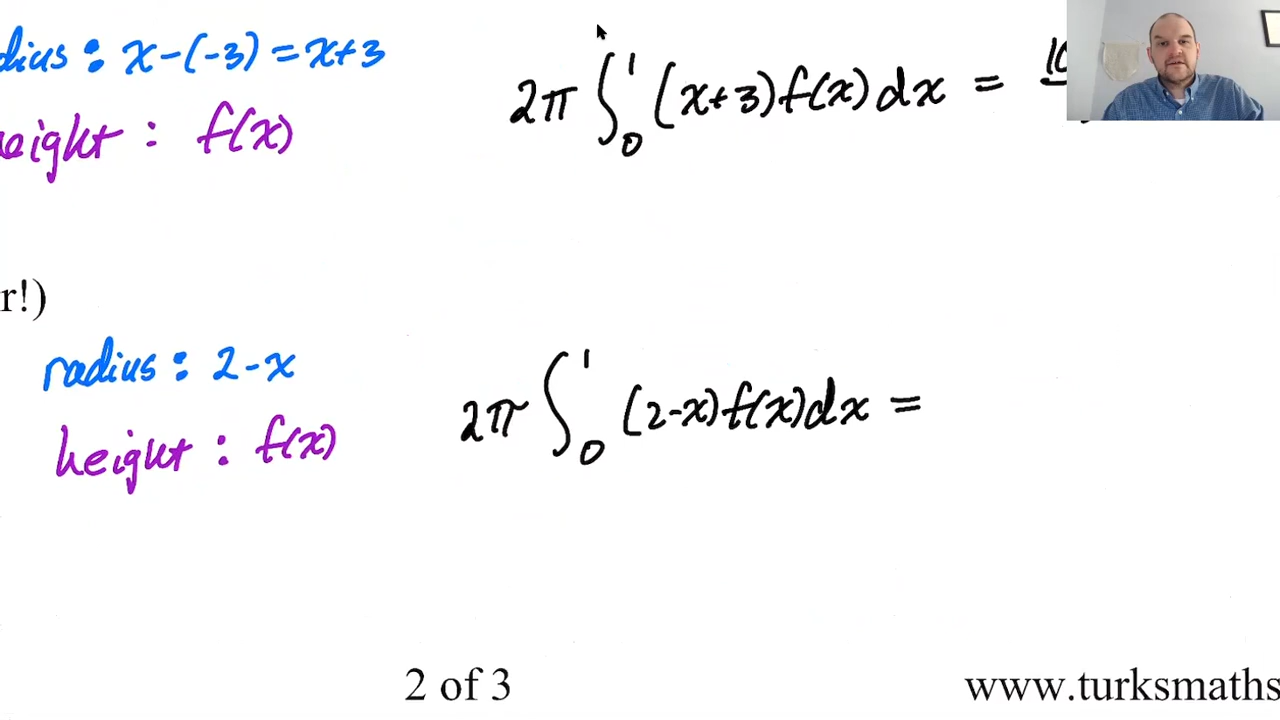 dius : x-(-3) = x+3
eight : f(x)
2π ∫₀¹ (x+3)f(x)dx = 10
r!)
radius : 2-x
height : f(x)
2π ∫₀¹ (2-x)f(x)dx =
2 of 3
www.turksmaths